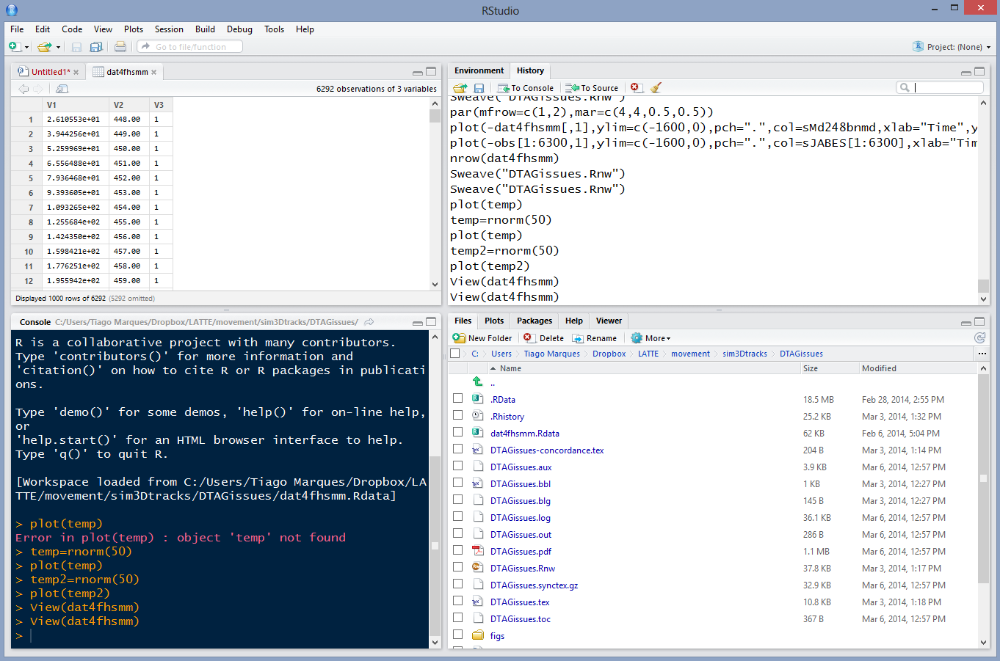 RStudio
File Edit Code View Plots Session Build Debug Tools Help
Go to file/function
Project: (None)
Untitled1* dat4fhsmm
6292 observations of 3 variables
V1 V2 V3
1 2.610553e+01 448.00 1
2 3.944256e+01 449.00 1
3 5.259969e+01 450.00 1
4 6.556488e+01 451.00 1
5 7.936468e+01 452.00 1
6 9.393605e+01 453.00 1
7 1.093265e+02 454.00 1
8 1.255684e+02 455.00 1
9 1.424350e+02 456.00 1
10 1.598421e+02 457.00 1
11 1.776251e+02 458.00 1
12 1.955942e+02 459.00 1
Displayed 1000 rows of 6292 (5292 omitted)
Environment History
To Console To Source
Sweave("DTAGissues.Rnw")
par(mfrow=c(1,2),mar=c(4,4,0.5,0.5))
plot(-dat4fhsmm[,1],ylim=c(-1600,0),pch=".",col=sMd248bnmd,xlab="Time",y
plot(-obs[1:6300,1],ylim=c(-1600,0),pch=".",col=sJABES[1:6300],xlab="Tim
nrow(dat4fhsmm)
Sweave("DTAGissues.Rnw")
Sweave("DTAGissues.Rnw")
plot(temp)
temp=rnorm(50)
plot(temp)
temp2=rnorm(50)
plot(temp2)
View(dat4fhsmm)
View(dat4fhsmm)
Console C:/Users/Tiago Marques/Dropbox/LATTE/movement/sim3Dtracks/DTAGissues/
R is a collaborative project with many contributors.
Type 'contributors()' for more information and
'citation()' on how to cite R or R packages in publicati
ons.
Type 'demo()' for some demos, 'help()' for on-line help,
or
'help.start()' for an HTML browser interface to help.
Type 'q()' to quit R.
[Workspace loaded from C:/Users/Tiago Marques/Dropbox/LA
TTE/movement/sim3Dtracks/DTAGissues/dat4fhsmm.Rdata]
> plot(temp)
Error in plot(temp) : object 'temp' not found
> temp=rnorm(50)
> plot(temp)
> temp2=rnorm(50)
> plot(temp2)
> View(dat4fhsmm)
> View(dat4fhsmm)
>
Files Plots Packages Help Viewer
New Folder Delete Rename More
C: Users Tiago Marques Dropbox LATTE movement sim3Dtracks DTAGissues ...
Name Size Modified
..
.RData 18.5 MB Feb 28, 2014, 2:55 PM
.Rhistory 25.2 KB Mar 3, 2014, 1:32 PM
dat4fhsmm.Rdata 62 KB Feb 6, 2014, 5:04 PM
DTAGissues-concordance.tex 204 B Mar 3, 2014, 1:14 PM
DTAGissues.aux 3.9 KB Mar 6, 2014, 12:57 PM
DTAGissues.bbl 1 KB Mar 3, 2014, 12:27 PM
DTAGissues.blg 145 B Mar 3, 2014, 12:27 PM
DTAGissues.log 36.1 KB Mar 6, 2014, 12:57 PM
DTAGissues.out 286 B Mar 6, 2014, 12:57 PM
DTAGissues.pdf 1.1 MB Mar 6, 2014, 12:57 PM
DTAGissues.Rnw 37.8 KB Mar 3, 2014, 1:17 PM
DTAGissues.synctex.gz 32.9 KB Mar 6, 2014, 12:57 PM
DTAGissues.tex 10.8 KB Mar 3, 2014, 1:18 PM
DTAGissues.toc 367 B Mar 6, 2014, 12:57 PM
figs